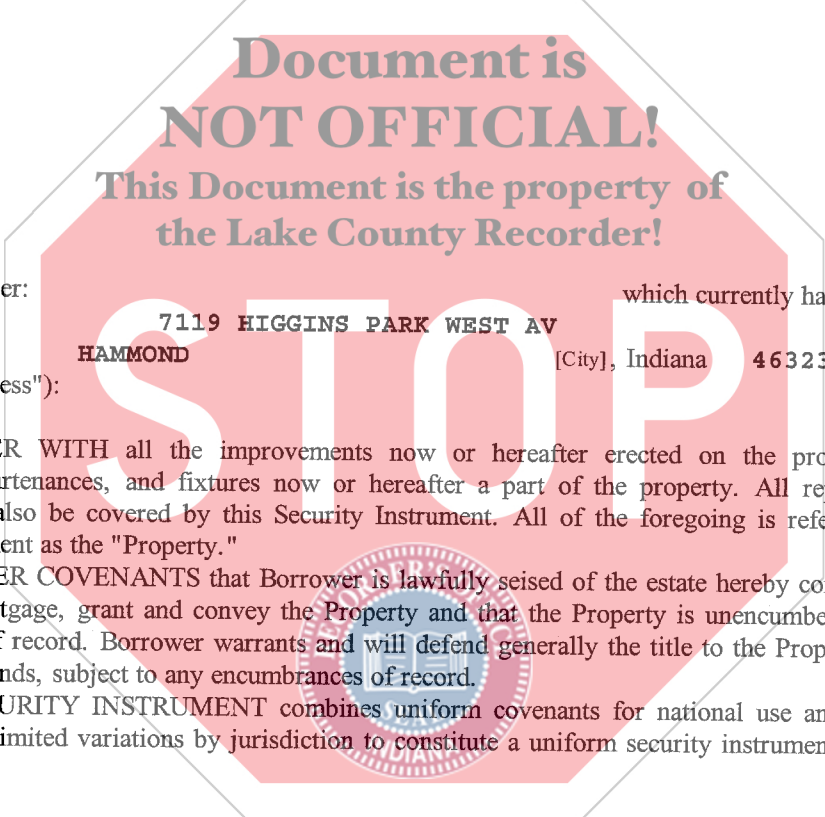 Document is
NOT OFFICIAL!
This Document is the property of
the Lake County Recorder!
er:
which currently ha
7119 HIGGINS PARK WEST AV
HAMMOND [City], Indiana 46323
ess"):
STOP
ER WITH all the improvements now or hereafter erected on the pro
rtenances, and fixtures now or hereafter a part of the property. All re
also be covered by this Security Instrument. All of the foregoing is refe
ent as the "Property."
ER COVENANTS that Borrower is lawfully seised of the estate hereby co
tgage, grant and convey the Property and that the Property is unencumbe
f record. Borrower warrants and will defend generally the title to the Prop
nds, subject to any encumbrances of record.
URITY INSTRUMENT combines uniform covenants for national use an
imited variations by jurisdiction to constitute a uniform security instrumen
SEAL
INDIANA